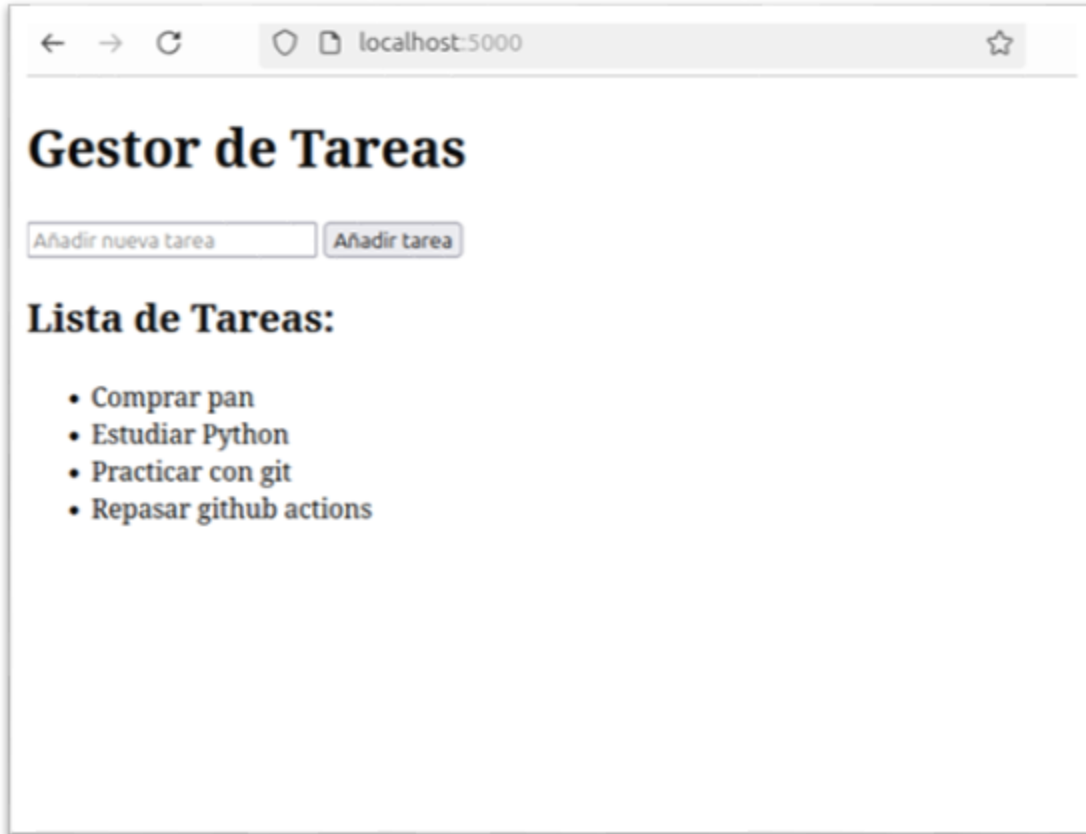 localhost:5000
Gestor de Tareas
Añadir nueva tarea Añadir tarea
Lista de Tareas:
• Comprar pan
• Estudiar Python
• Practicar con git
• Repasar github actions